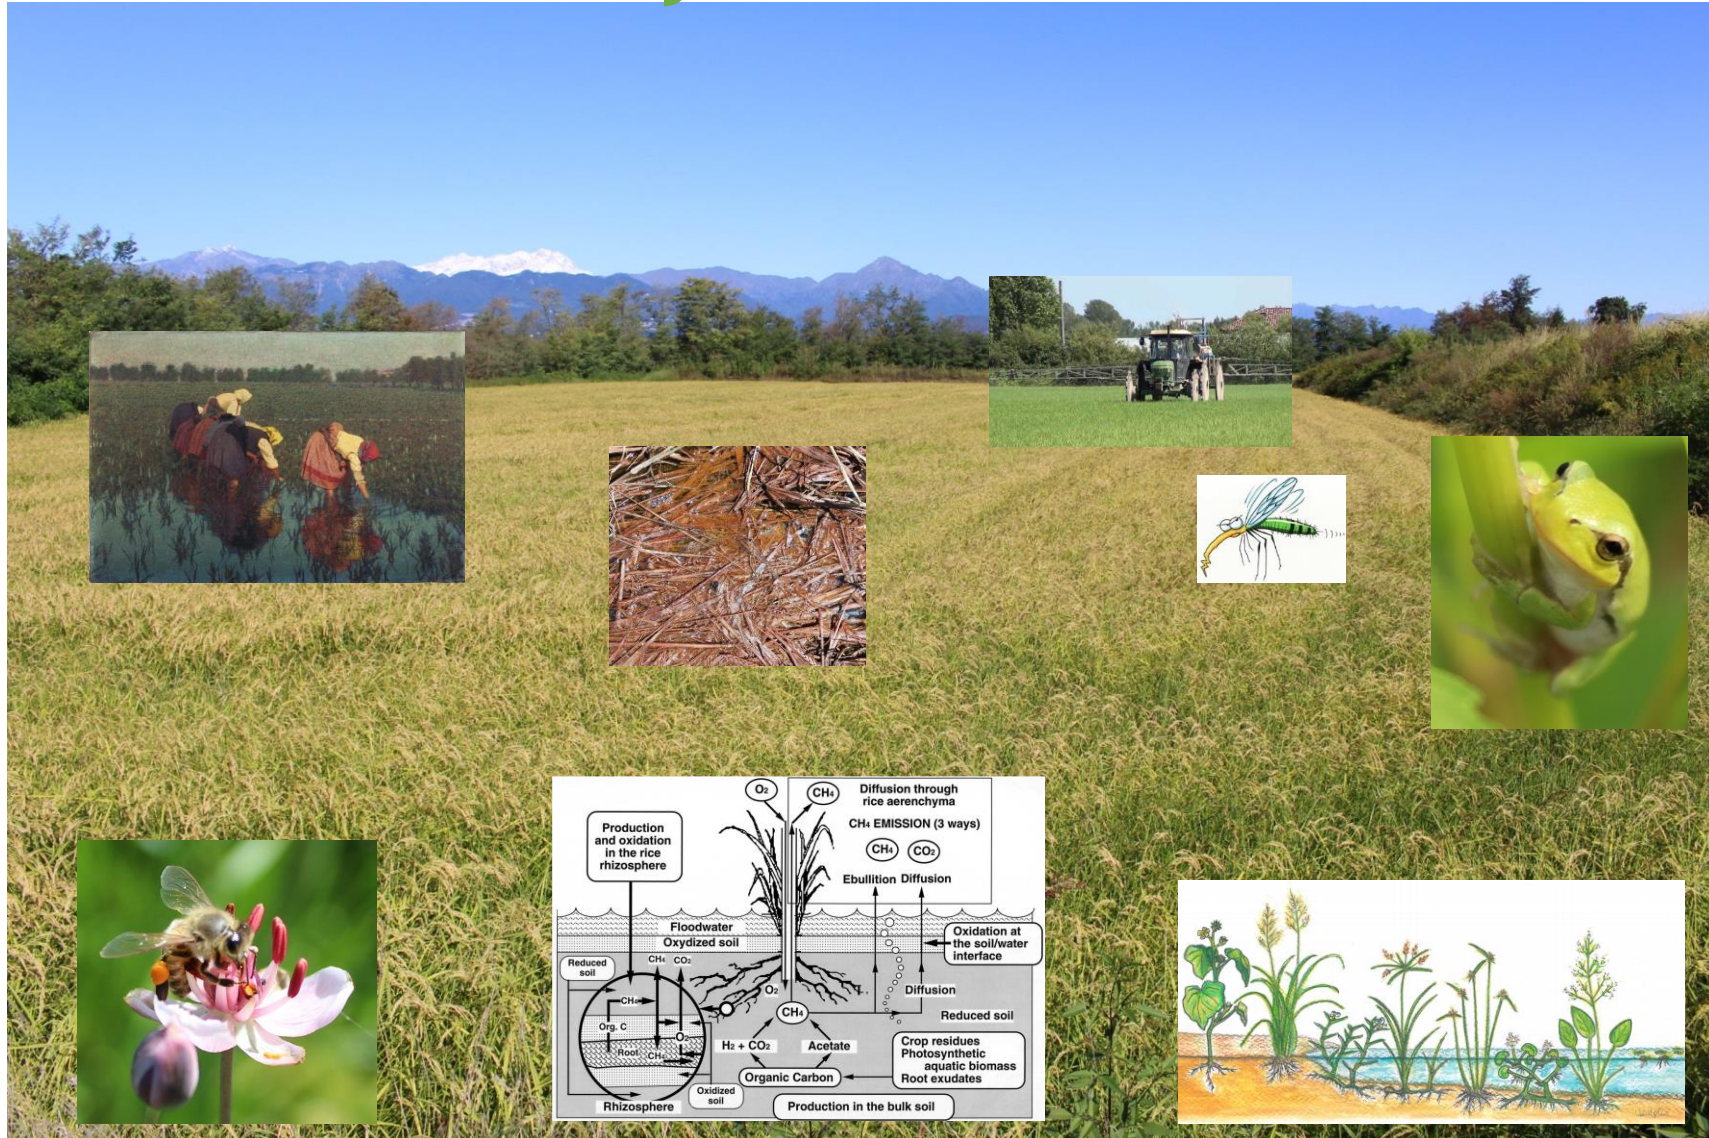 O2
CH4
Diffusion through
rice aerenchyma
CH4 EMISSION (3 ways)
CH4
CO2
Ebullition
Diffusion
Production
and oxidation
in the rice
rhizosphere
Floodwater
Oxydized soil
Oxidation at
the soil/water
interface
Reduced
soil
CH4
CO2
O2
CH4
Diffusion
Reduced soil
CH4
Org. C
O2
Root
CH4
H2 + CO2
Acetate
Crop residues
Photosynthetic
aquatic biomass
Root exudates
Organic Carbon
Oxidized
soil
Rhizosphere
Production in the bulk soil